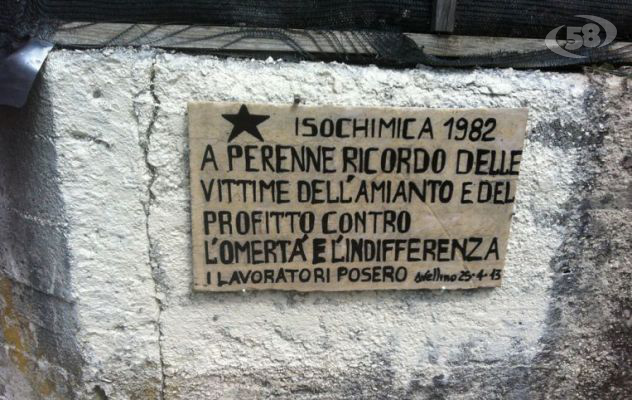 58
ISOCHIMICA 1982
A PERENNE RICORDO DELLE
VITTIME DELL'AMIANTO E DEL
PROFITTO CONTRO
L'OMERTÀ E L'INDIFFERENZA
I LAVORATORI POSERO Avellino 25-4-13